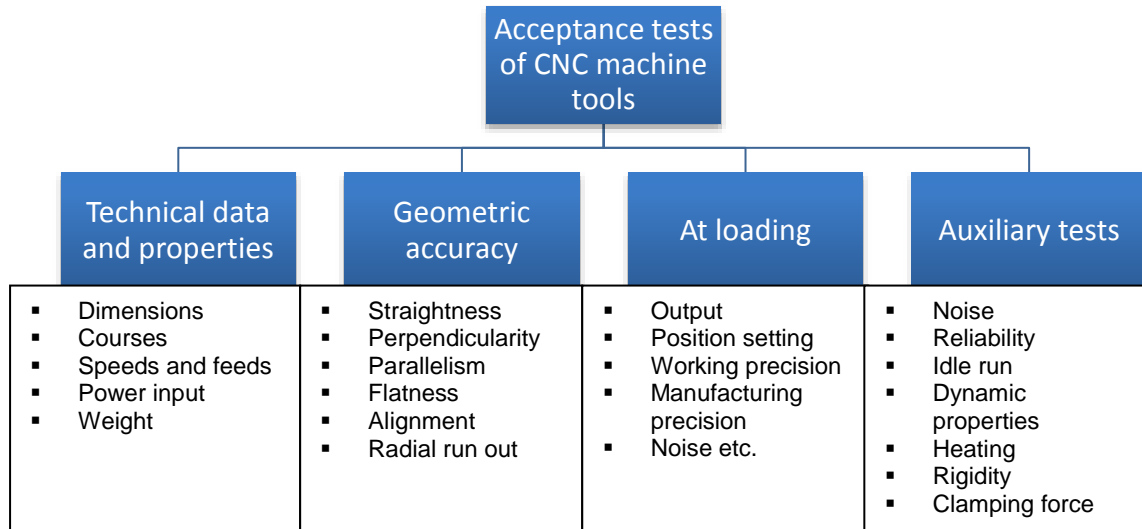 Acceptance tests
of CNC machine
tools
Technical data
and properties
▪ Dimensions
▪ Courses
▪ Speeds and feeds
▪ Power input
▪ Weight
Geometric
accuracy
▪ Straightness
▪ Perpendicularity
▪ Parallelism
▪ Flatness
▪ Alignment
▪ Radial run out
At loading
▪ Output
▪ Position setting
▪ Working precision
▪ Manufacturing
precision
▪ Noise etc.
Auxiliary tests
▪ Noise
▪ Reliability
▪ Idle run
▪ Dynamic
properties
▪ Heating
▪ Rigidity
▪ Clamping force